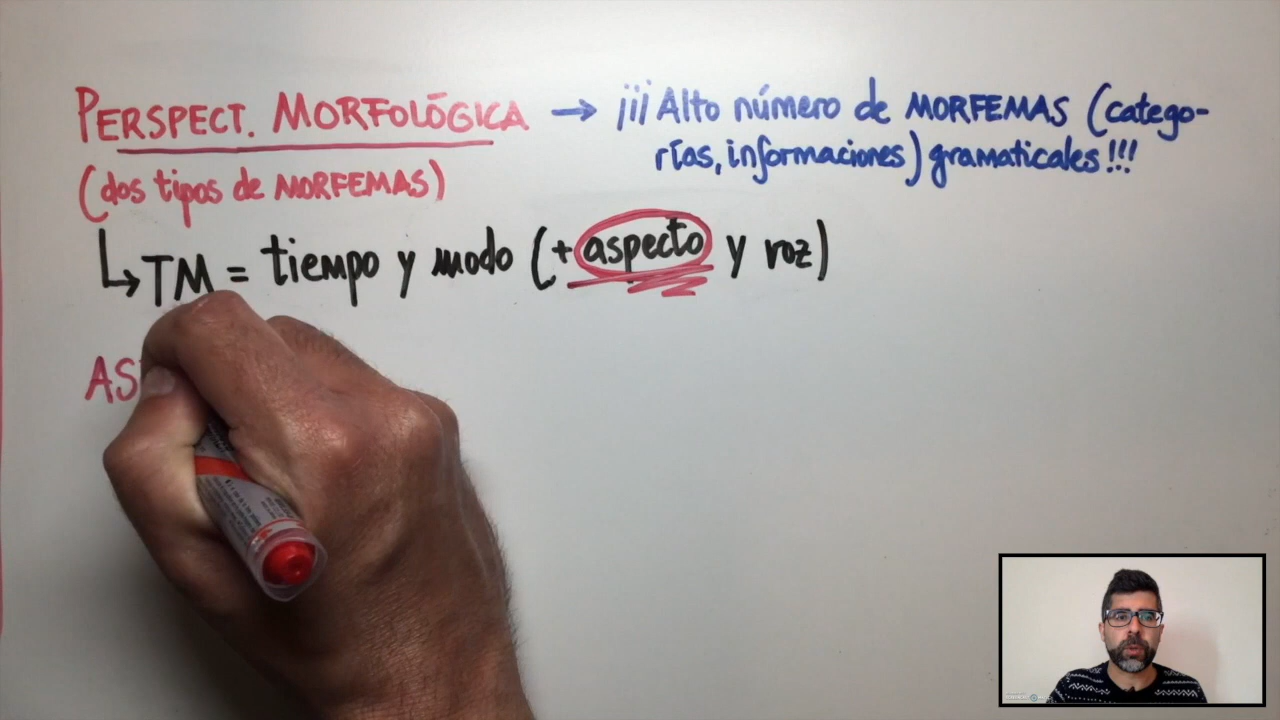 PERSPECT. MORFOLÓGICA → ¡¡¡Alto número de MORFEMAS (catego-
rías, informaciones) gramaticales!!!
(dos tipos de MORFEMAS)
↳ TM = tiempo y modo (+ aspecto y voz)
AS